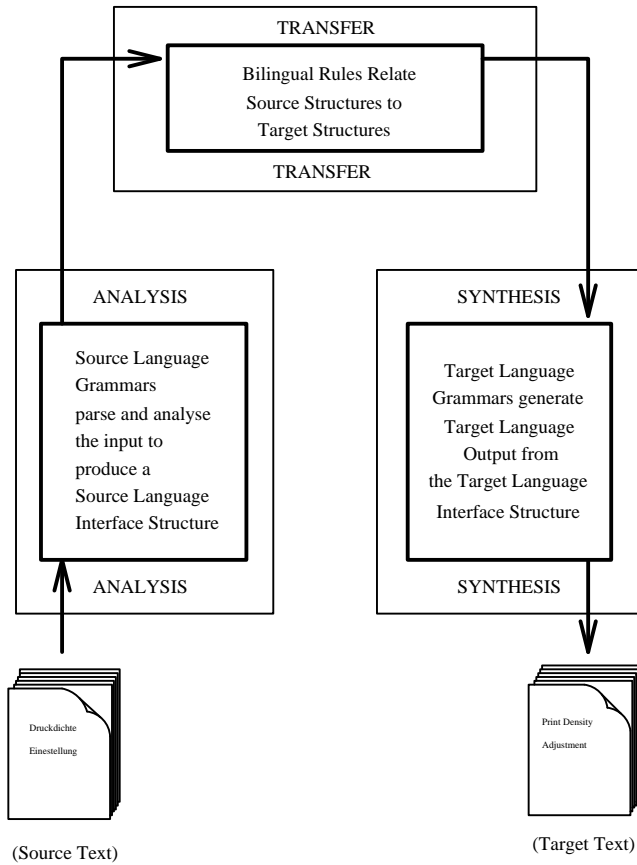 TRANSFER
Bilingual Rules Relate
Source Structures to
Target Structures
TRANSFER
ANALYSIS
Source Language
Grammars
parse and analyse
the input to
produce a
Source Language
Interface Structure
ANALYSIS
SYNTHESIS
Target Language
Grammars generate
Target Language
Output from
the Target Language
Interface Structure
SYNTHESIS
Druckdichte
Einestellung
(Source Text)
Print Density
Adjustment
(Target Text)